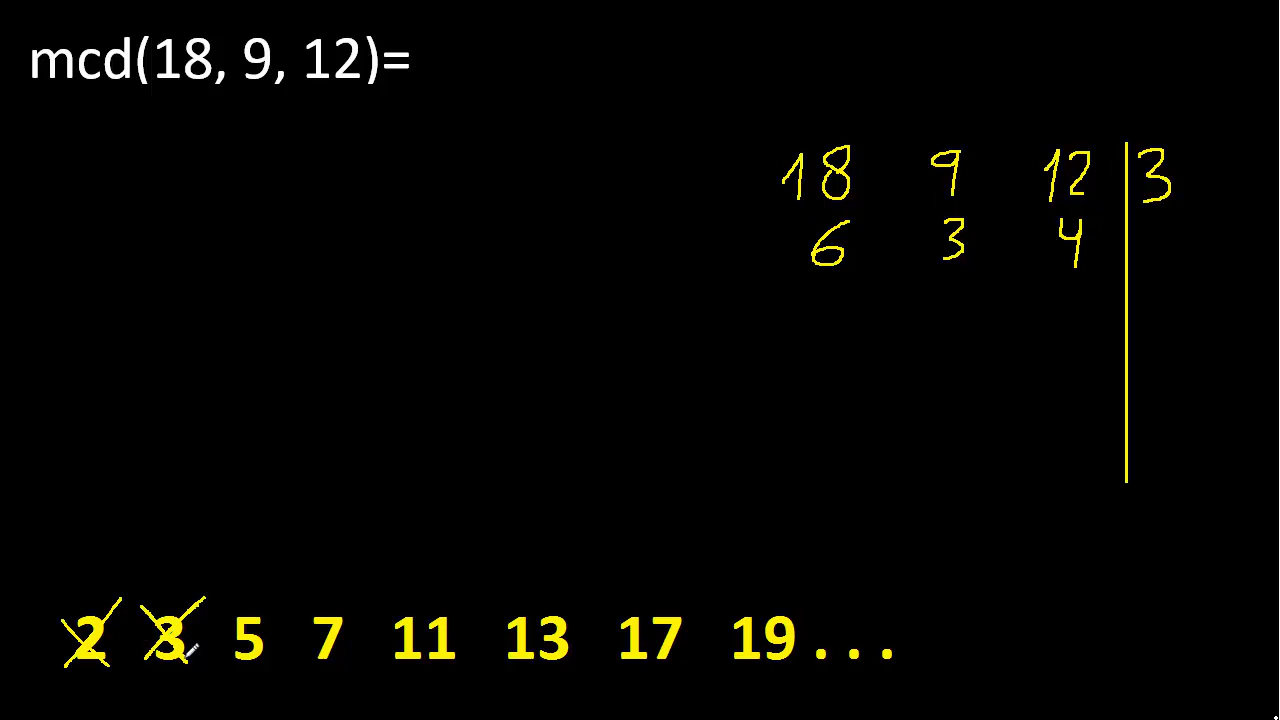 mcd(18, 9, 12)=
18 9 12 | 3
6 3 4 |
2 3 5 7 11 13 17 19 . . .